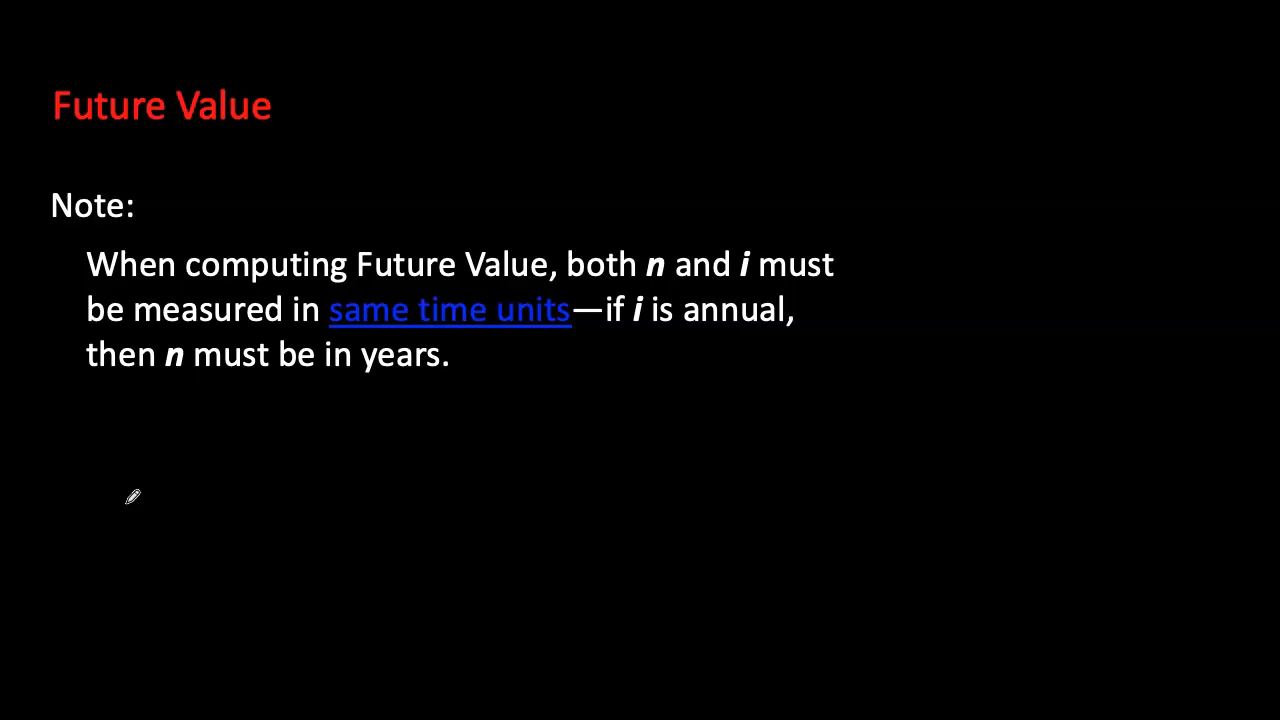 Future Value
Note:
When computing Future Value, both n and i must
be measured in same time units—if i is annual,
then n must be in years.